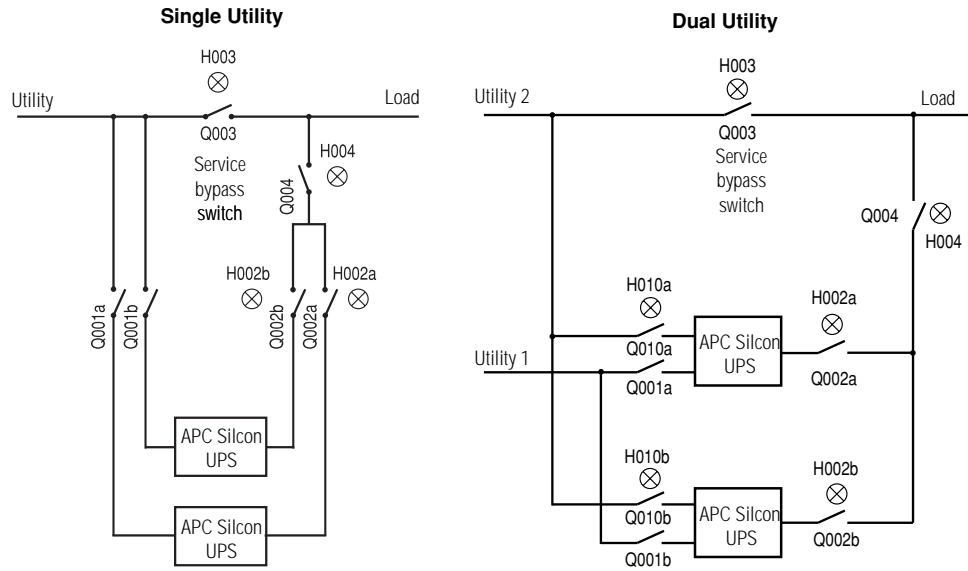 Single Utility
H003
Utility
Load
Q003
Service
bypass
switch
H004
Q004
H002b
H002a
Q001a
Q001b
Q002b
Q002a
APC Silcon
UPS
APC Silcon
UPS
Dual Utility
H003
Utility 2
Load
Q003
Service
bypass
switch
Q004
H004
H010a
H002a
Q010a
APC Silcon
UPS
Utility 1
Q001a
Q002a
H010b
H002b
Q010b
APC Silcon
UPS
Q001b
Q002b